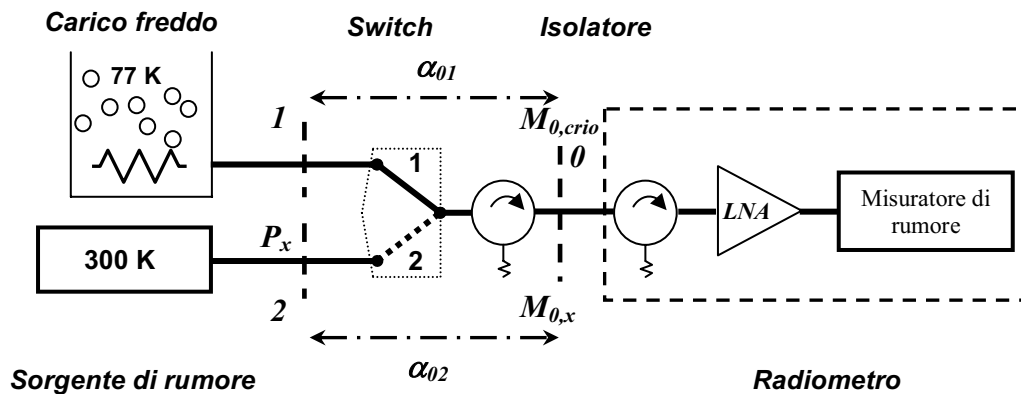 Carico freddo
Switch
Isolatore
77 K
α01
1
M0,crio
0
1
LNA
Misuratore di
rumore
300 K
Px
2
2
M0,x
α02
Sorgente di rumore
Radiometro